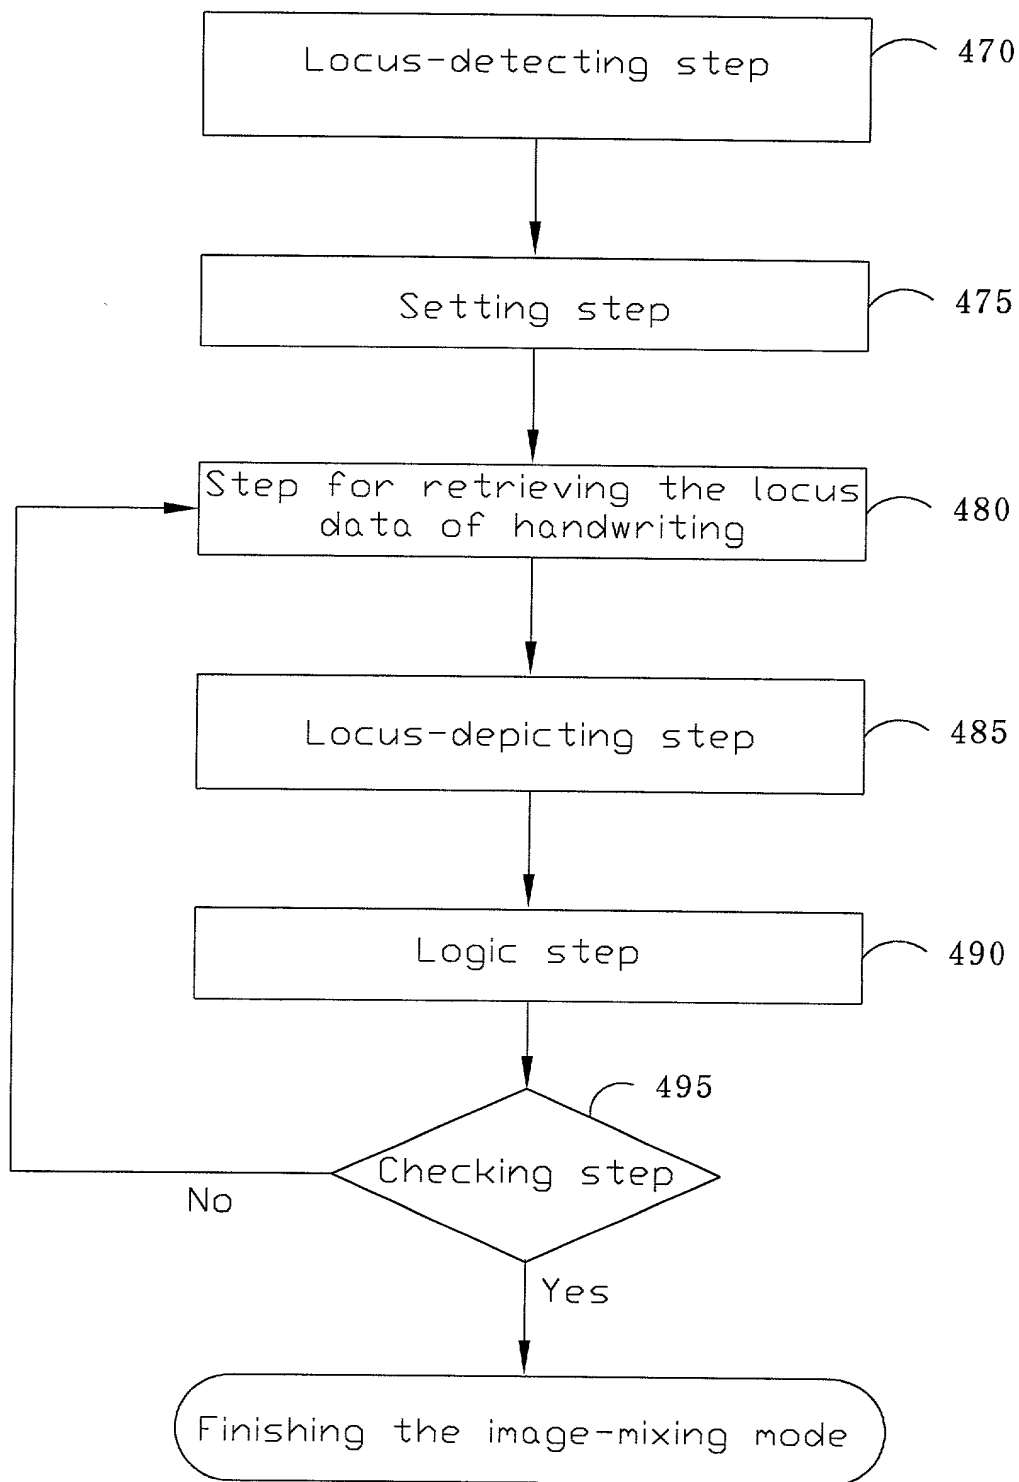 Locus-detecting step
470
Setting step
475
Step for retrieving the locus
data of handwriting
480
Locus-depicting step
485
Logic step
490
495
Checking step
No
Yes
Finishing the image-mixing mode